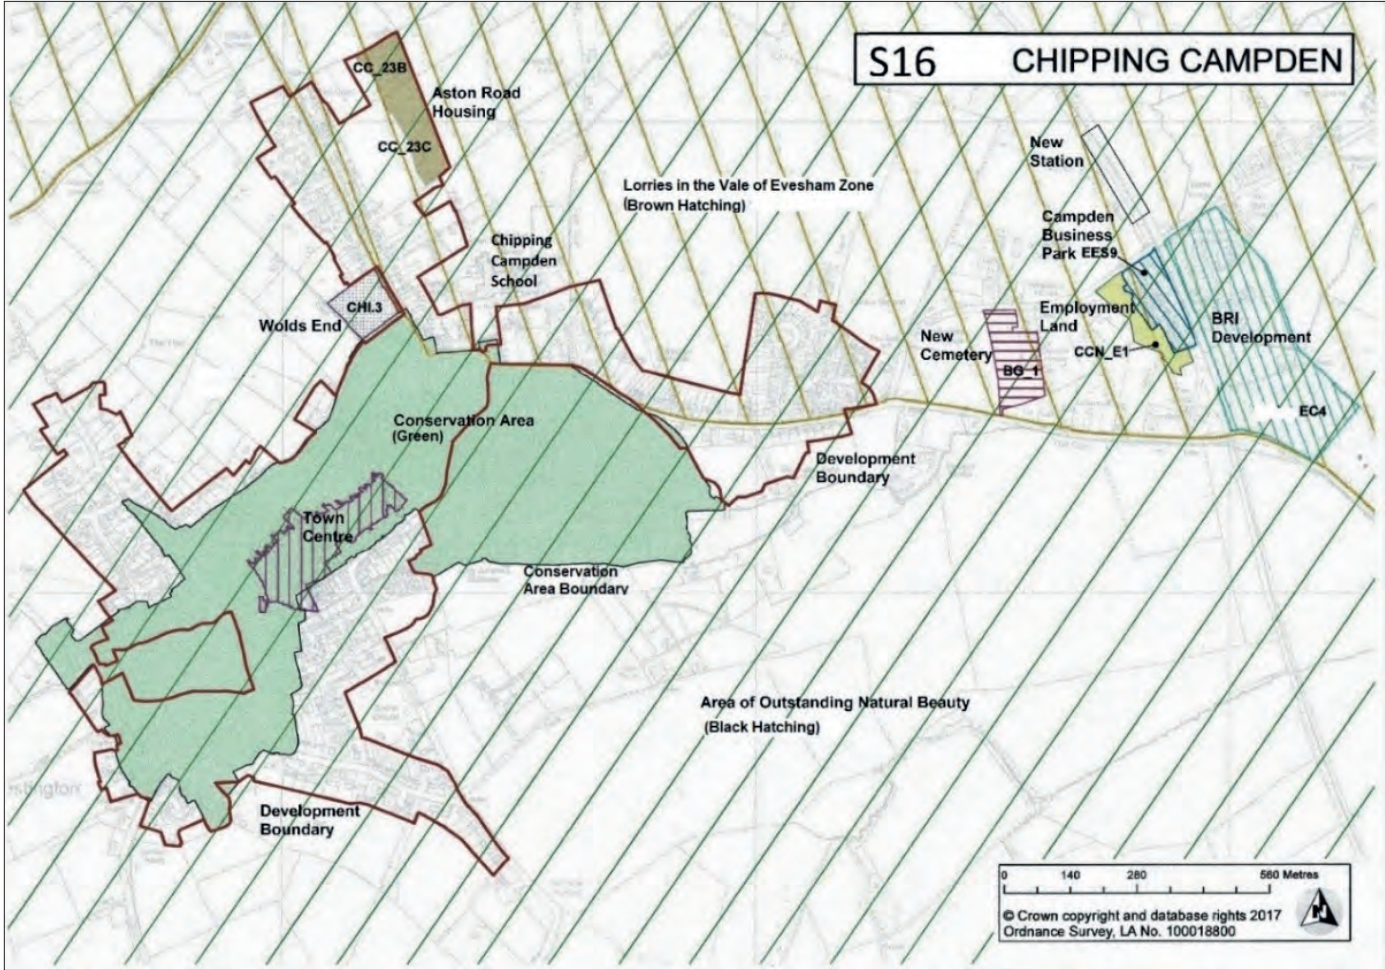 S16 CHIPPING CAMPDEN
CC_23B
Aston Road
Housing
CC_23C
New
Station
Lorries in the Vale of Evesham Zone
(Brown Hatching)
Campden
Business
Park EES9
Chipping
Campden
School
CHI.3
Wolds End
Employment
Land
BRI
Development
New
Cemetery
CCN_E1
BG_1
EC4
Conservation Area
(Green)
Development
Boundary
Town
Centre
Conservation
Area Boundary
Area of Outstanding Natural Beauty
(Black Hatching)
Development
Boundary
0 140 280 560 Metres
© Crown copyright and database rights 2017
Ordnance Survey, LA No. 100018800
N